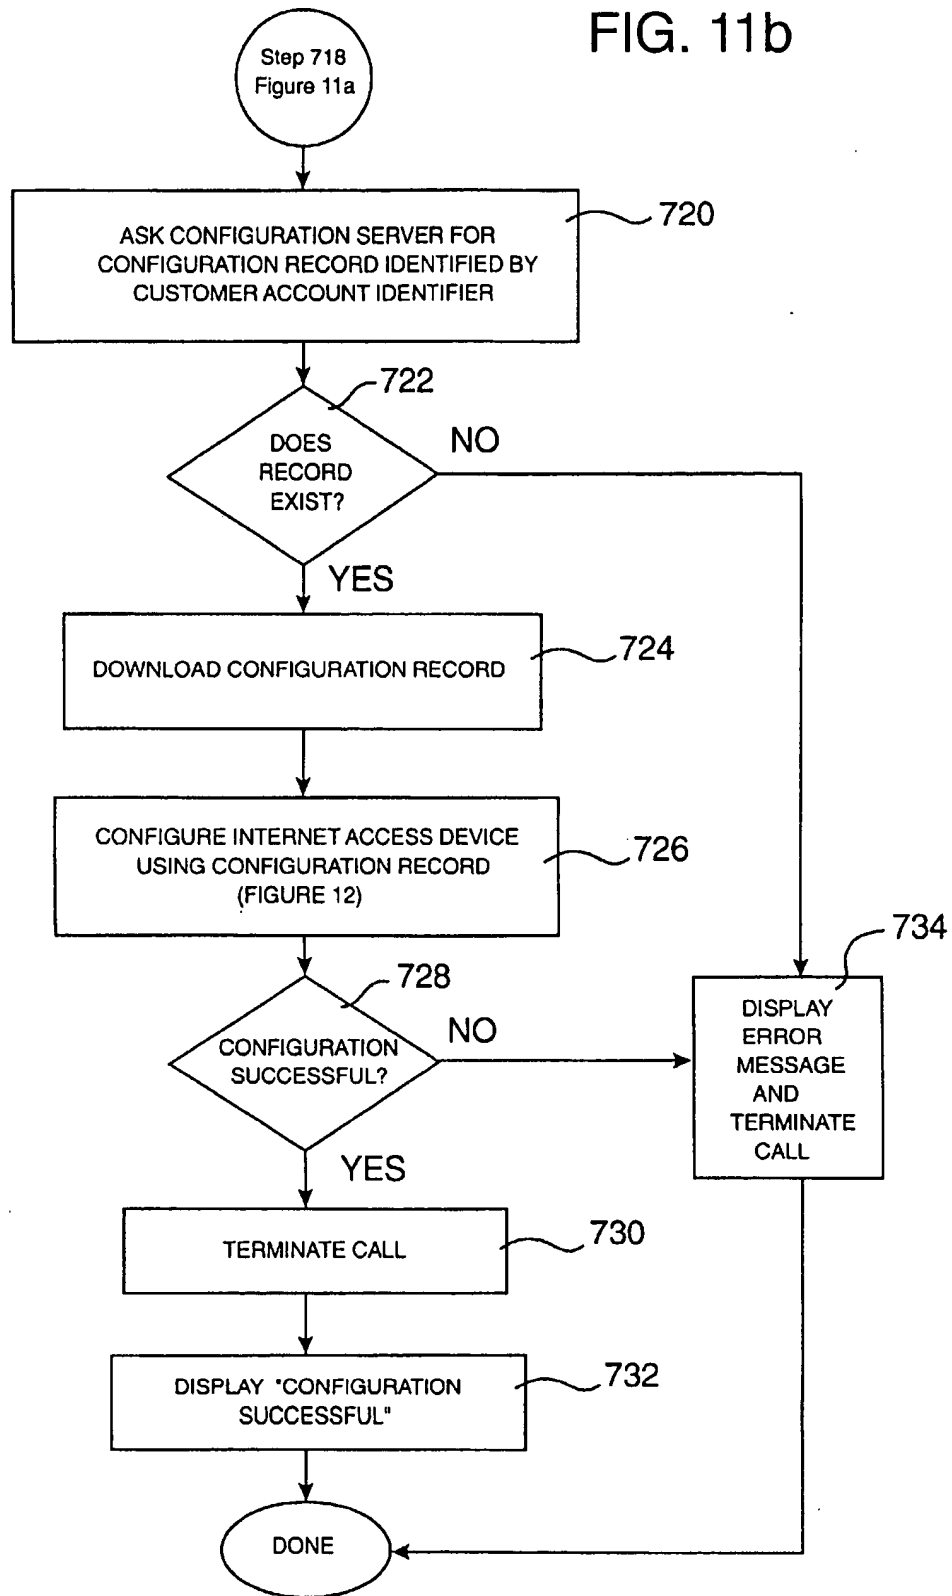 FIG. 11b
Step 718
Figure 11a
720
ASK CONFIGURATION SERVER FOR
CONFIGURATION RECORD IDENTIFIED BY
CUSTOMER ACCOUNT IDENTIFIER
722
DOES
RECORD
EXIST?
NO
YES
DOWNLOAD CONFIGURATION RECORD
724
CONFIGURE INTERNET ACCESS DEVICE
USING CONFIGURATION RECORD
(FIGURE 12)
726
734
728
CONFIGURATION
SUCCESSFUL?
NO
DISPLAY
ERROR
MESSAGE
AND
TERMINATE
CALL
YES
TERMINATE CALL
730
DISPLAY "CONFIGURATION
SUCCESSFUL"
732
DONE